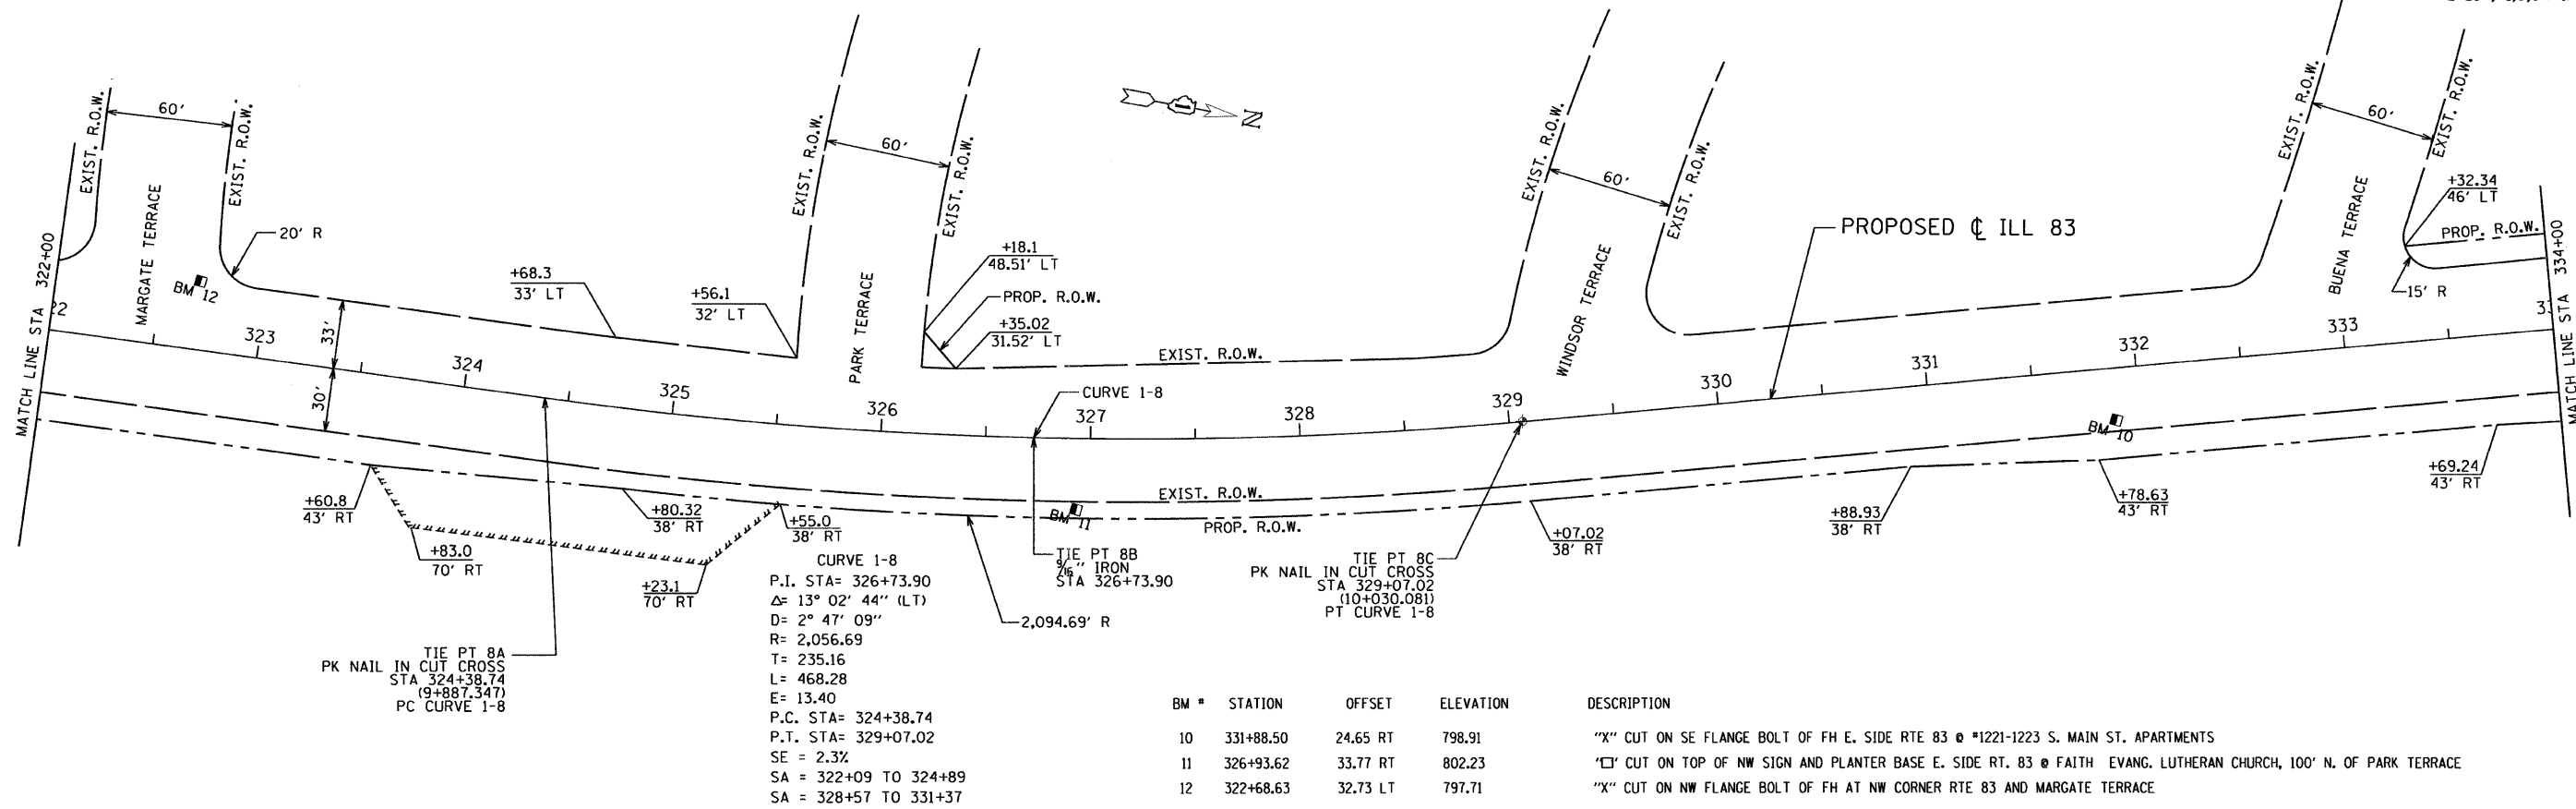 MATCH LINE STA 322+00
EXIST. R.O.W.
60'
EXIST. R.O.W.
MARGATE TERRACE
BM 12
20' R
33'
30'
+68.3
33' LT
+56.1
32' LT
EXIST. R.O.W.
60'
EXIST. R.O.W.
PARK TERRACE
+18.1
48.51' LT
PROP. R.O.W.
+35.02
31.52' LT
N
EXIST. R.O.W.
CURVE 1-8
EXIST. R.O.W.
60'
EXIST. R.O.W.
WINDSOR TERRACE
PROPOSED ℄ ILL 83
EXIST. R.O.W.
60'
EXIST. R.O.W.
BUENA TERRACE
+32.34
46' LT
PROP. R.O.W.
15' R
MATCH LINE STA 334+00
22
323
324
325
326
327
328
329
330
331
332
333
EXIST. R.O.W.
PROP. R.O.W.
BM 11
BM 10
+60.8
43' RT
+83.0
70' RT
+80.32
38' RT
+23.1
70' RT
+55.0
38' RT
+07.02
38' RT
+88.93
38' RT
+78.63
43' RT
+69.24
43' RT
2,094.69' R
TIE PT 8A
PK NAIL IN CUT CROSS
STA 324+38.74
(9+887.347)
PC CURVE 1-8
TIE PT 8B
9/16" IRON
STA 326+73.90
TIE PT 8C
PK NAIL IN CUT CROSS
STA 329+07.02
(10+030.081)
PT CURVE 1-8
CURVE 1-8
P.I. STA= 326+73.90
Δ= 13° 02' 44" (LT)
D= 2° 47' 09"
R= 2,056.69
T= 235.16
L= 468.28
E= 13.40
P.C. STA= 324+38.74
P.T. STA= 329+07.02
SE = 2.3%
SA = 322+09 TO 324+89
SA = 328+57 TO 331+37
BM # STATION OFFSET ELEVATION DESCRIPTION
10 331+88.50 24.65 RT 798.91 "X" CUT ON SE FLANGE BOLT OF FH E. SIDE RTE 83 @ #1221-1223 S. MAIN ST. APARTMENTS
11 326+93.62 33.77 RT 802.23 '□' CUT ON TOP OF NW SIGN AND PLANTER BASE E. SIDE RT. 83 @ FAITH EVANG. LUTHERAN CHURCH, 100' N. OF PARK TERRACE
12 322+68.63 32.73 LT 797.71 "X" CUT ON NW FLANGE BOLT OF FH AT NW CORNER RTE 83 AND MARGATE TERRACE